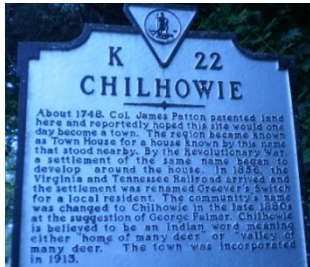 K 22
CHILHOWIE
About 1748, Col. James Patton patented land
here and reportedly hoped this site would one
day become a town. The region became known
as Town House for a house known by this name
that stood nearby. By the Revolutionary War,
a settlement of the same name began to
develop around the house. In 1856, the
Virginia and Tennessee Railroad arrived and
the settlement was renamed Greever's Switch
for a local resident. The community's name
was changed to Chilhowie in the late 1880s
at the suggestion of George Palmer. Chilhowie
is believed to be an Indian word meaning
either "home of many deer" or "valley of
many deer." The town was incorporated
in 1913.